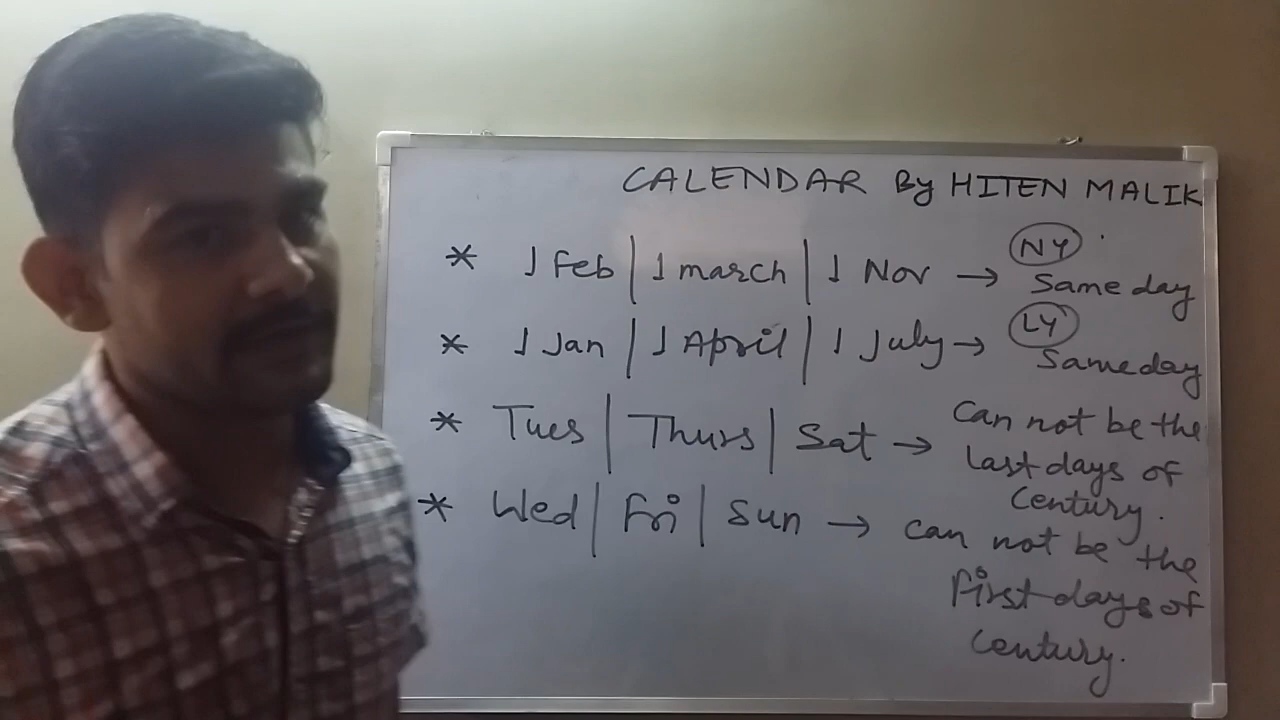 CALENDAR By HITEN MALIK
* 1 Feb | 1 march | 1 Nov → NY Same day
* 1 Jan | 1 April | 1 July → LY Same day
* Tues | Thurs | Sat → Can not be the
last days of
Century.
* Wed | Fri | Sun → can not be the
first days of
Century.